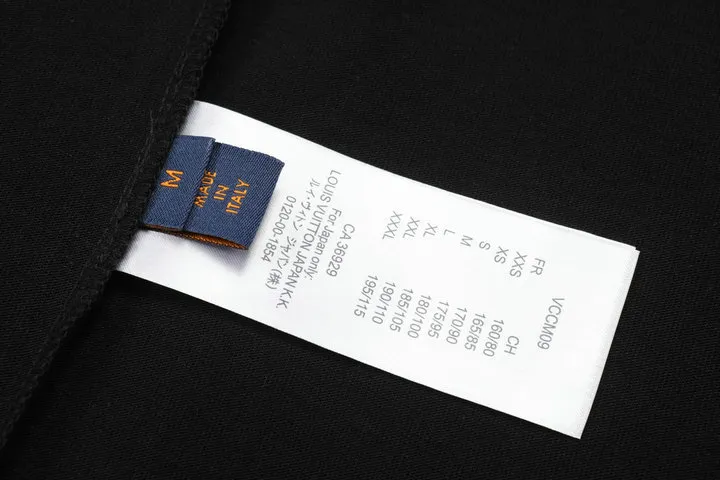 M
MADE
IN
ITALY
VCCM09
FR CH
XXS 160/80
XS 165/85
S 170/90
M 175/95
L 180/100
XL 185/105
XXL 190/110
XXXL 195/115
CA 36929
For Japan only:
LOUIS VUITTON JAPAN K.K.
ルイ・ヴィトン ジャパン(株)
0120-00-1854